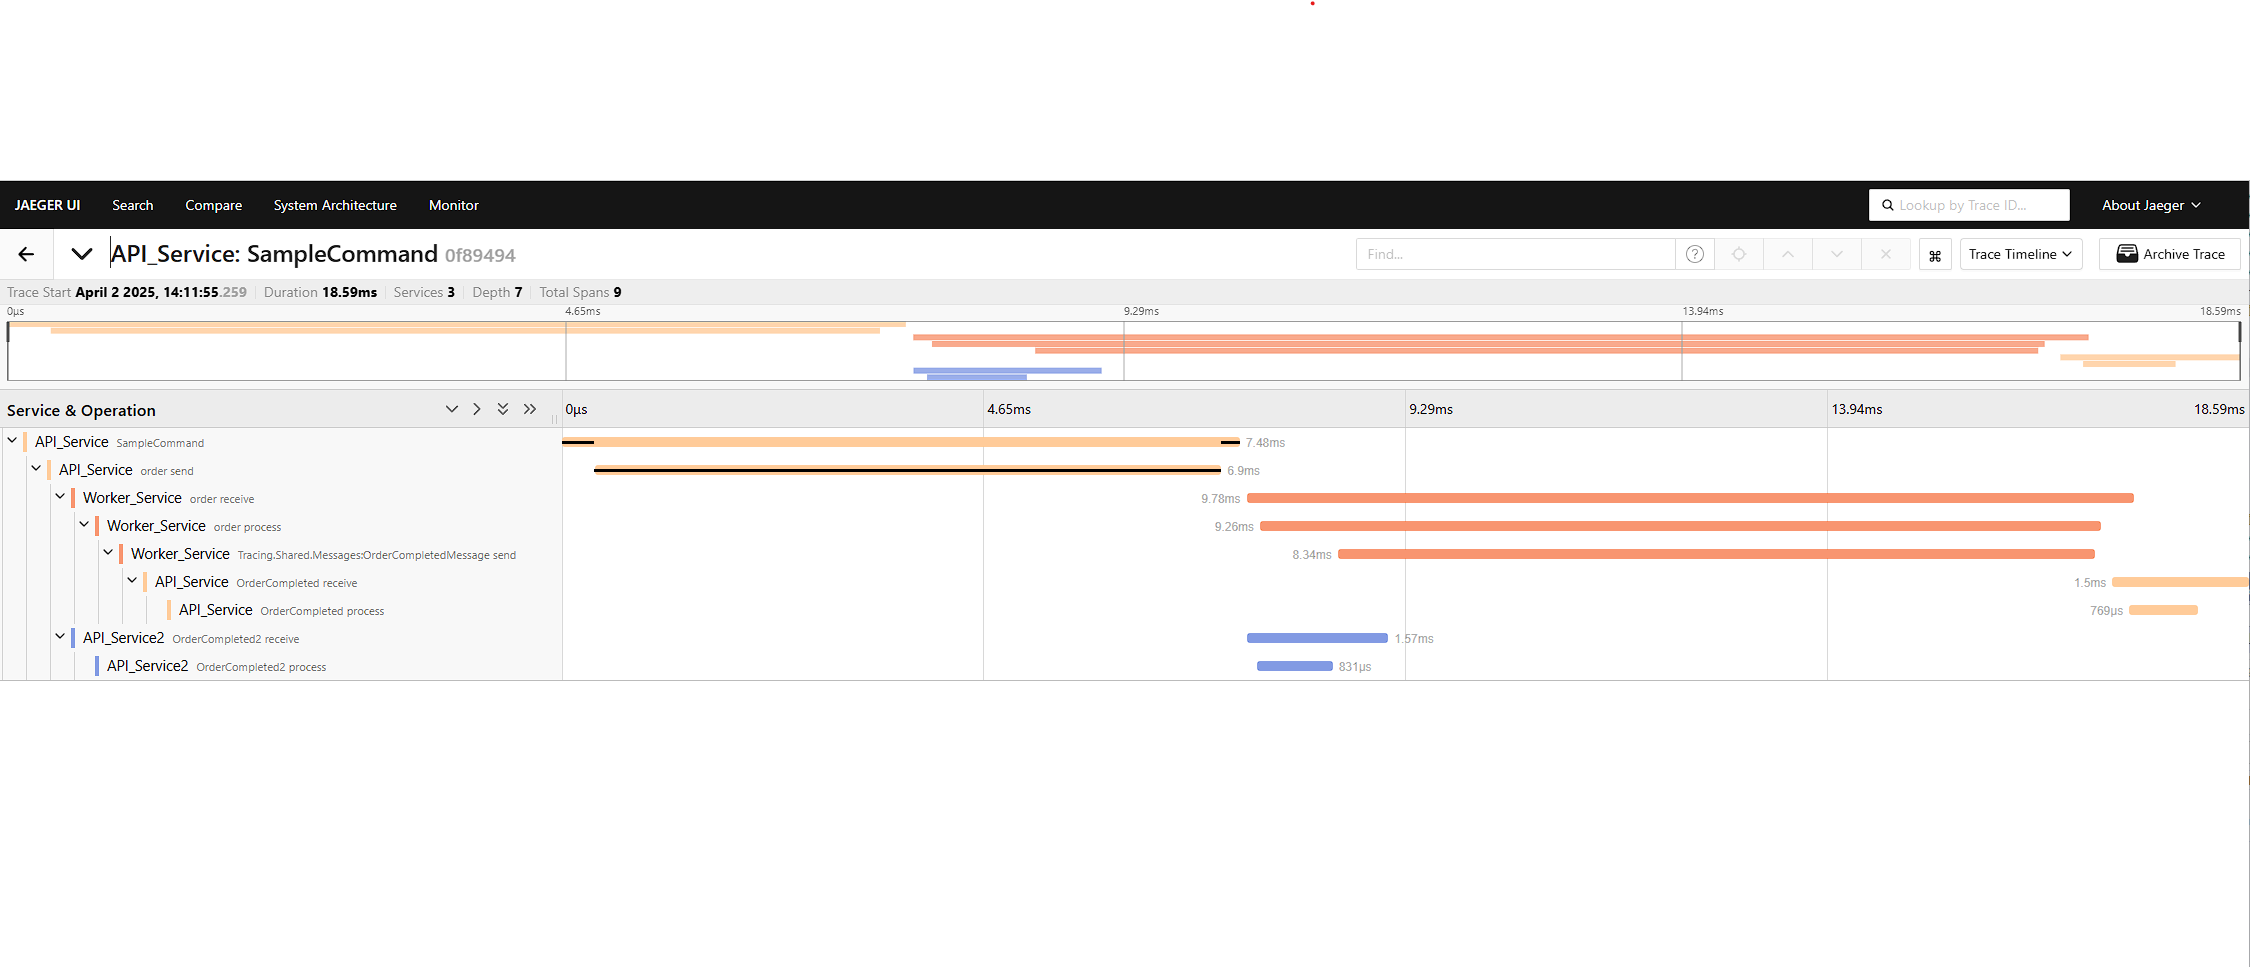 JAEGER UI Search Compare System Architecture Monitor Lookup by Trace ID... About Jaeger
API_Service: SampleCommand 0f89494 Find... Trace Timeline Archive Trace
Trace Start April 2 2025, 14:11:55.259 Duration 18.59ms Services 3 Depth 7 Total Spans 9
0μs 4.65ms 9.29ms 13.94ms 18.59ms
Service & Operation 0μs 4.65ms 9.29ms 13.94ms 18.59ms
API_Service SampleCommand 7.48ms
API_Service order send 6.9ms
Worker_Service order receive 9.78ms
Worker_Service order process 9.26ms
Worker_Service Tracing.Shared.Messages:OrderCompletedMessage send 8.34ms
API_Service OrderCompleted receive 1.5ms
API_Service OrderCompleted process 769μs
API_Service2 OrderCompleted2 receive 1.57ms
API_Service2 OrderCompleted2 process 831μs